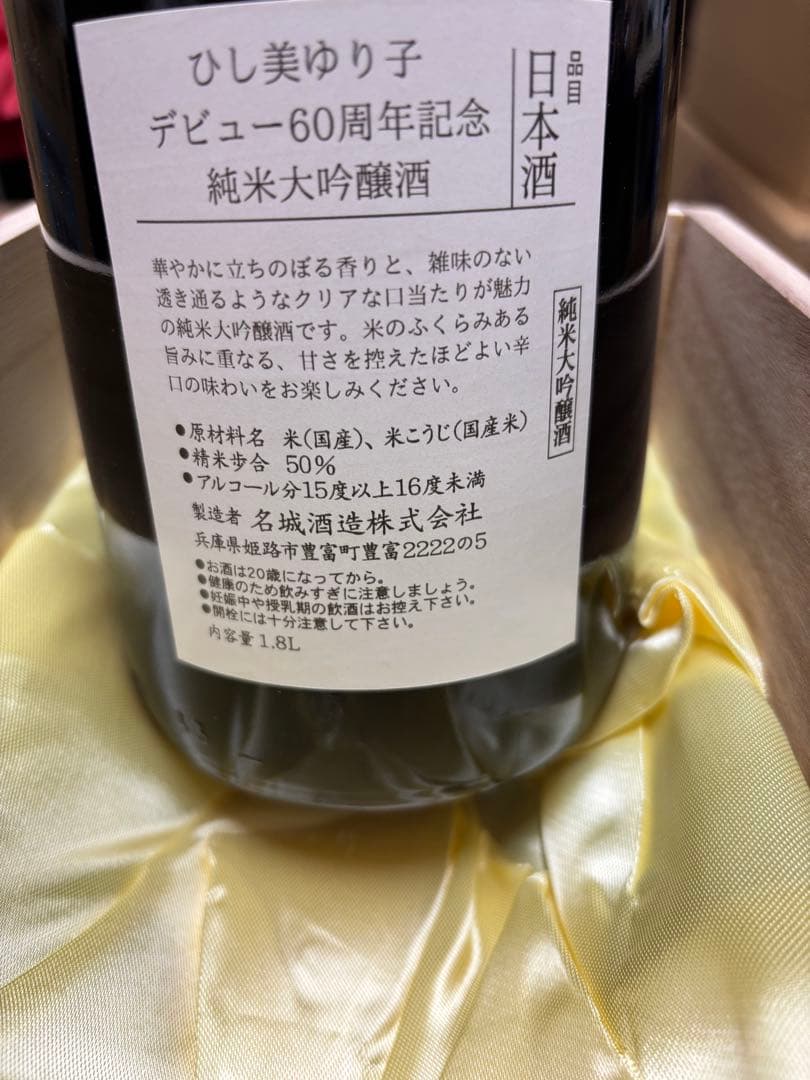 品目
日本酒
ひし美ゆり子
デビュー60周年記念
純米大吟醸酒
華やかに立ちのぼる香りと、雑味のない
透き通るようなクリアな口当たりが魅力
の純米大吟醸酒です。米のふくらみある
旨みに重なる、甘さを控えたほどよい辛
口の味わいをお楽しみください。
純米大吟醸酒
●原材料名 米(国産)、米こうじ(国産米)
●精米歩合 50%
●アルコール分15度以上16度未満
製造者 名城酒造株式会社
兵庫県姫路市豊富町豊富2222の5
●お酒は20歳になってから。
●健康のため飲みすぎに注意しましょう。
●妊娠中や授乳期の飲酒はお控え下さい。
●開栓には十分注意して下さい。
内容量 1.8L